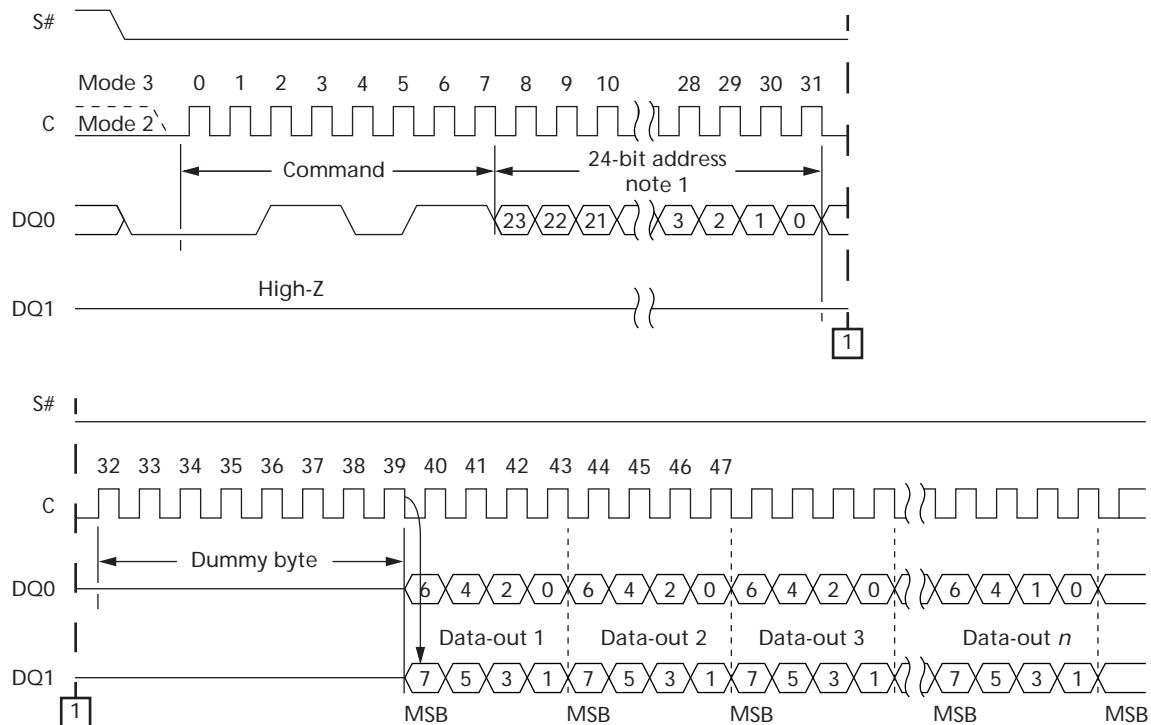 S#
Mode 3 0 1 2 3 4 5 6 7 8 9 10 28 29 30 31
C Mode 2
Command 24-bit address
note 1
DQ0 23 22 21 3 2 1 0
High-Z
DQ1
1
S#
32 33 34 35 36 37 38 39 40 41 42 43 44 45 46 47
C
Dummy byte
DQ0 6 4 2 0 6 4 2 0 6 4 2 0 6 4 1 0
Data-out 1 Data-out 2 Data-out 3 Data-out n
DQ1 7 5 3 1 7 5 3 1 7 5 3 1 7 5 3 1
1 MSB MSB MSB MSB MSB